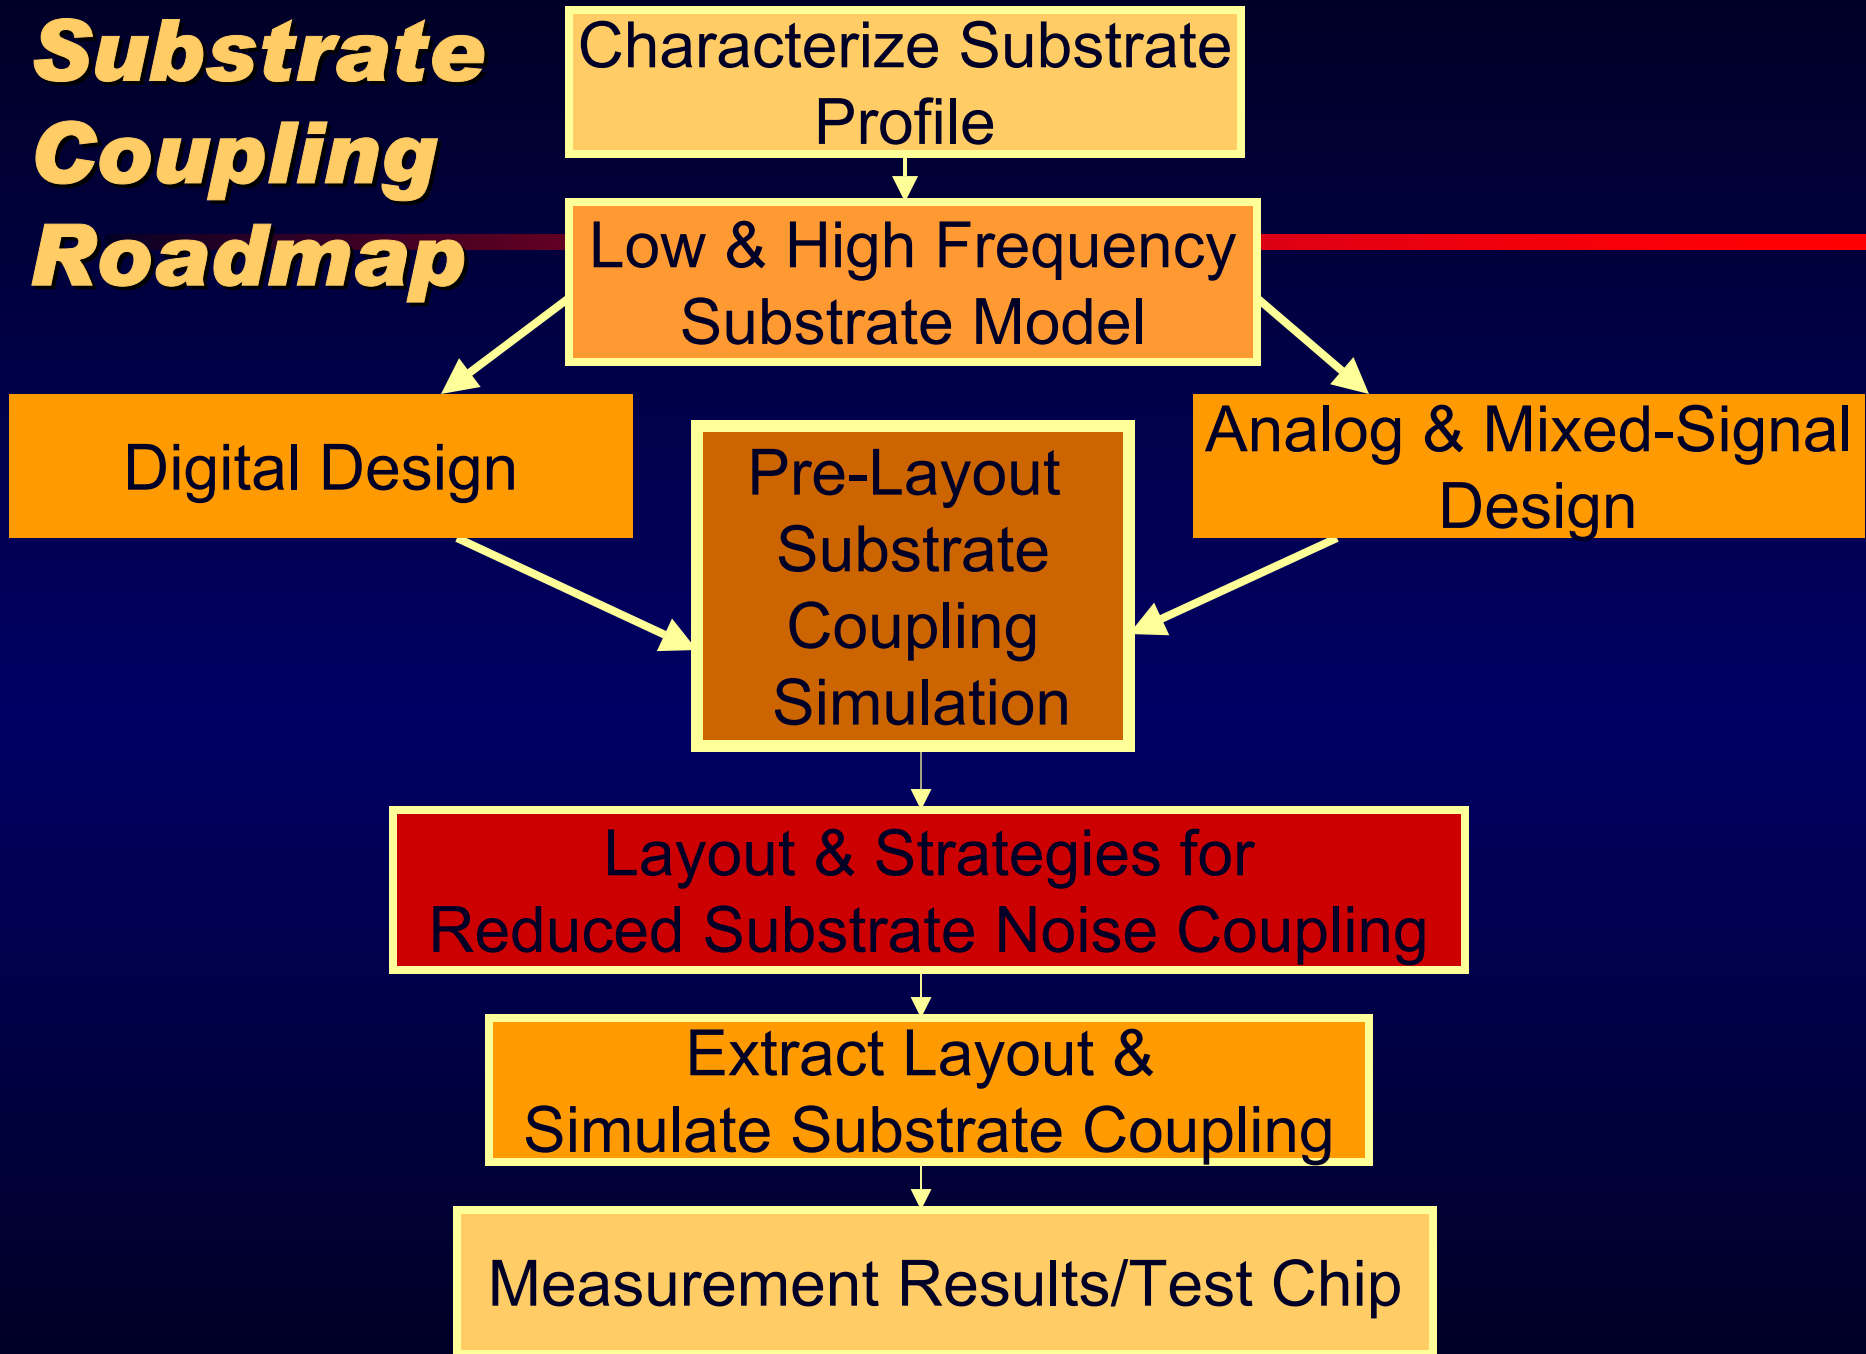 Substrate
Coupling
Roadmap
Characterize Substrate
Profile
Low & High Frequency
Substrate Model
Digital Design
Analog & Mixed-Signal
Design
Pre-Layout
Substrate
Coupling
Simulation
Layout & Strategies for
Reduced Substrate Noise Coupling
Extract Layout &
Simulate Substrate Coupling
Measurement Results/Test Chip